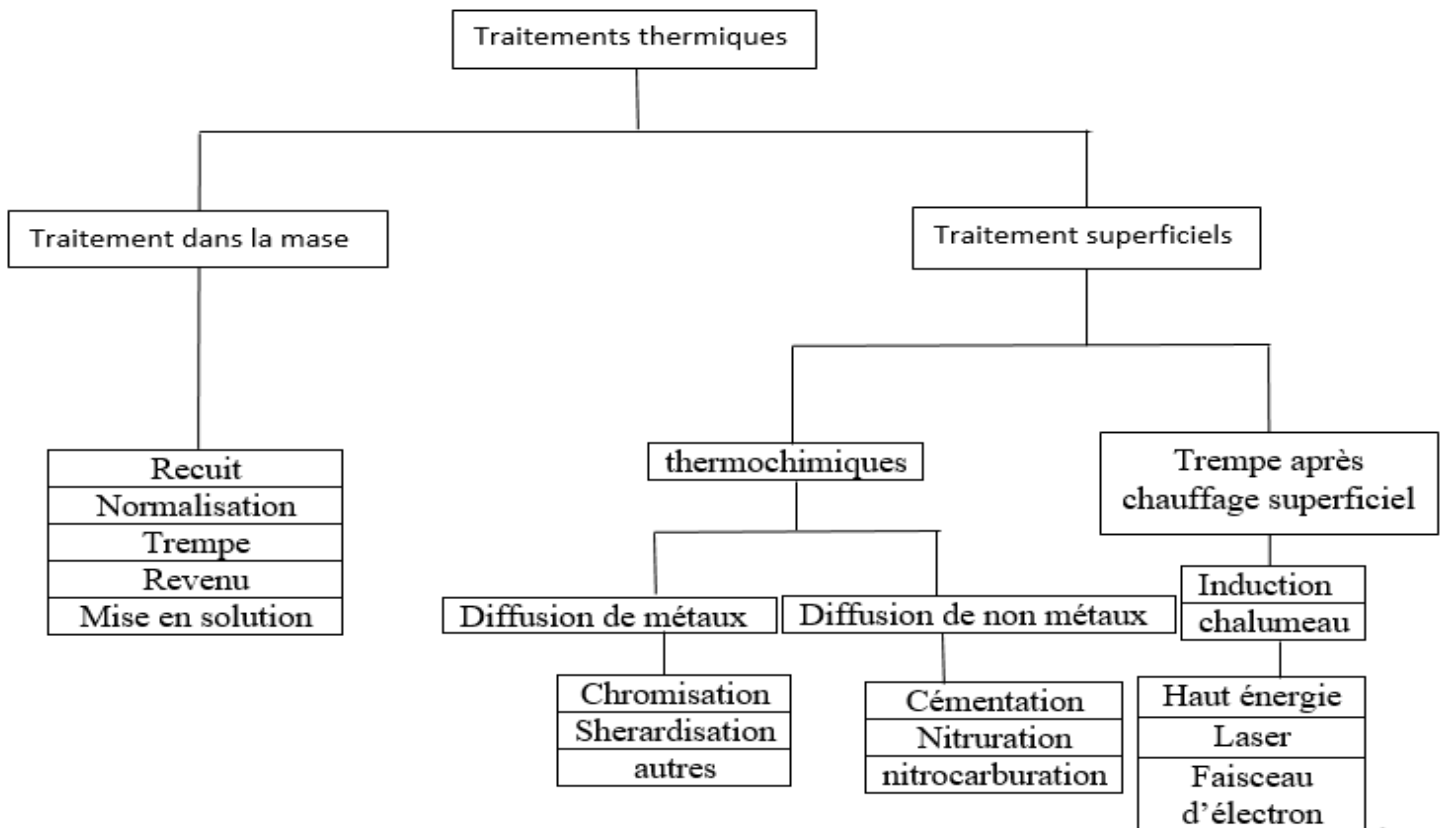 Traitements thermiques
Traitement dans la mase
Traitement superficiels
Recuit
Normalisation
Trempe
Revenu
Mise en solution
thermochimiques
Trempe après
chauffage superficiel
Diffusion de métaux
Diffusion de non métaux
Induction
chalumeau
Chromisation
Sherardisation
autres
Cémentation
Nitruration
nitrocarburation
Haut énergie
Laser
Faisceau
d’électron